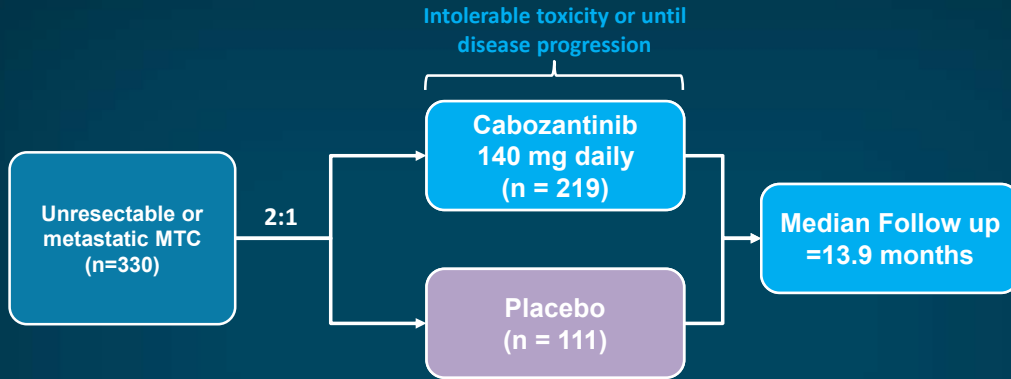 Intolerable toxicity or until
disease progression
Unresectable or
metastatic MTC
(n=330)
2:1
Cabozantinib
140 mg daily
(n = 219)
Placebo
(n = 111)
Median Follow up
=13.9 months